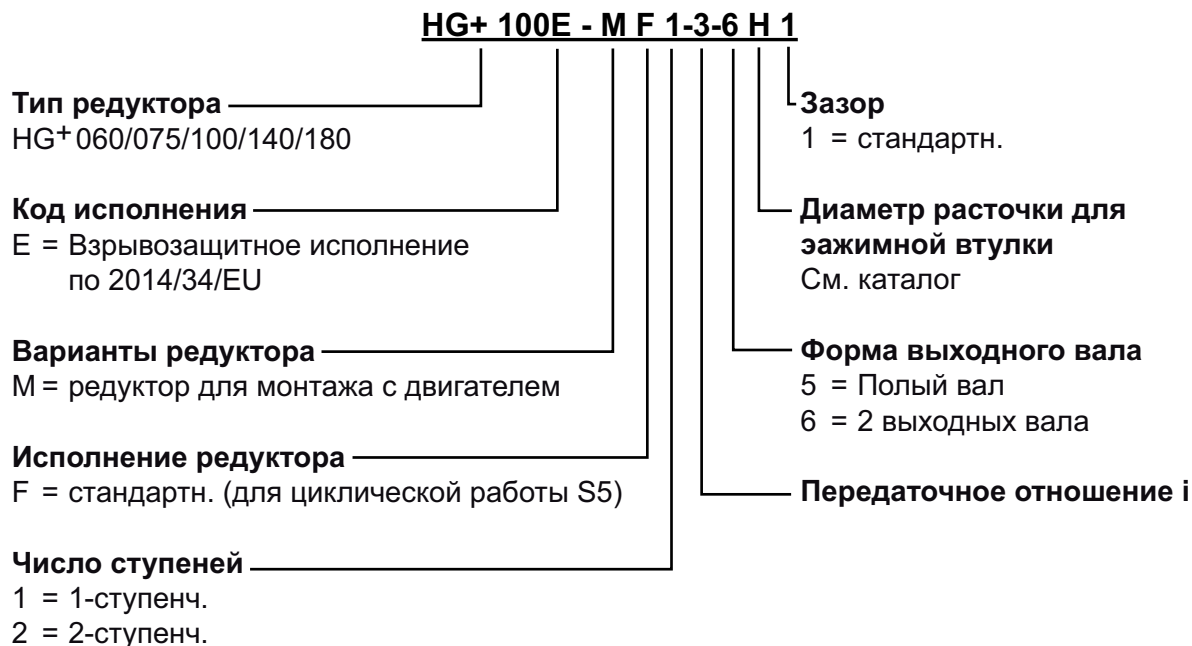 HG+ 100E - M F 1-3-6 H 1
Тип редуктора
HG+ 060/075/100/140/180
Код исполнения
E = Взрывозащитное исполнение
по 2014/34/EU
Варианты редуктора
M = редуктор для монтажа с двигателем
Исполнение редуктора
F = стандартн. (для циклической работы S5)
Число ступеней
1 = 1-ступенч.
2 = 2-ступенч.
Зазор
1 = стандартн.
Диаметр расточки для
эажимной втулки
См. каталог
Форма выходного вала
5 = Полый вал
6 = 2 выходных вала
Передаточное отношение i